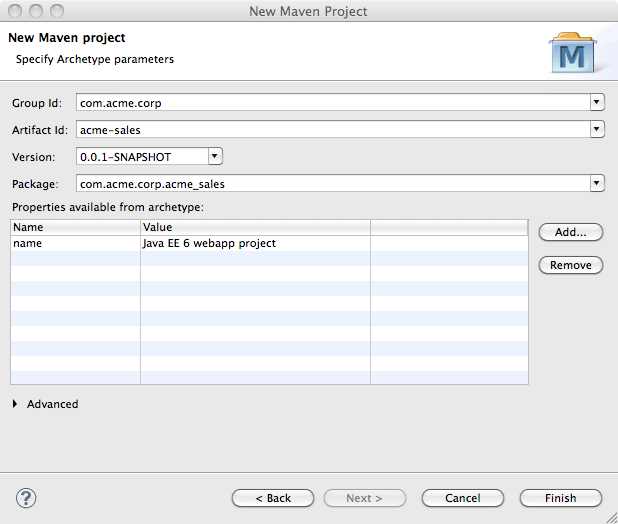 New Maven Project
New Maven project
Specify Archetype parameters
M
Group Id: com.acme.corp
Artifact Id: acme-sales
Version: 0.0.1-SNAPSHOT
Package: com.acme.corp.acme_sales
Properties available from archetype:
Name Value
name Java EE 6 webapp project
Add...
Remove
Advanced
? < Back Next > Cancel Finish